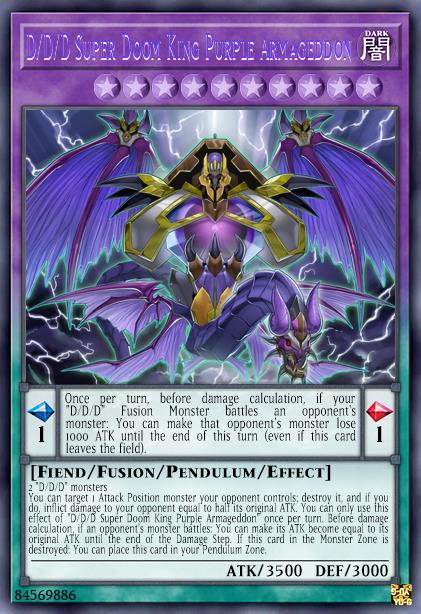 D/D/D Super Doom King Purple Armageddon
DARK
闇
Once per turn, before damage calculation, if your
"D/D/D" Fusion Monster battles an opponent's
monster: You can make that opponent's monster lose
1000 ATK until the end of this turn (even if this card
leaves the field).
1
1
[Fiend/Fusion/Pendulum/Effect]
2 "D/D/D" monsters
You can target 1 Attack Position monster your opponent controls; destroy it, and if you
do, inflict damage to your opponent equal to half its original ATK. You can only use this
effect of "D/D/D Super Doom King Purple Armageddon" once per turn. Before damage
calculation, if an opponent's monster battles: You can make its ATK become equal to its
original ATK until the end of the Damage Step. If this card in the Monster Zone is
destroyed: You can place this card in your Pendulum Zone.
ATK/3500 DEF/3000
84569886